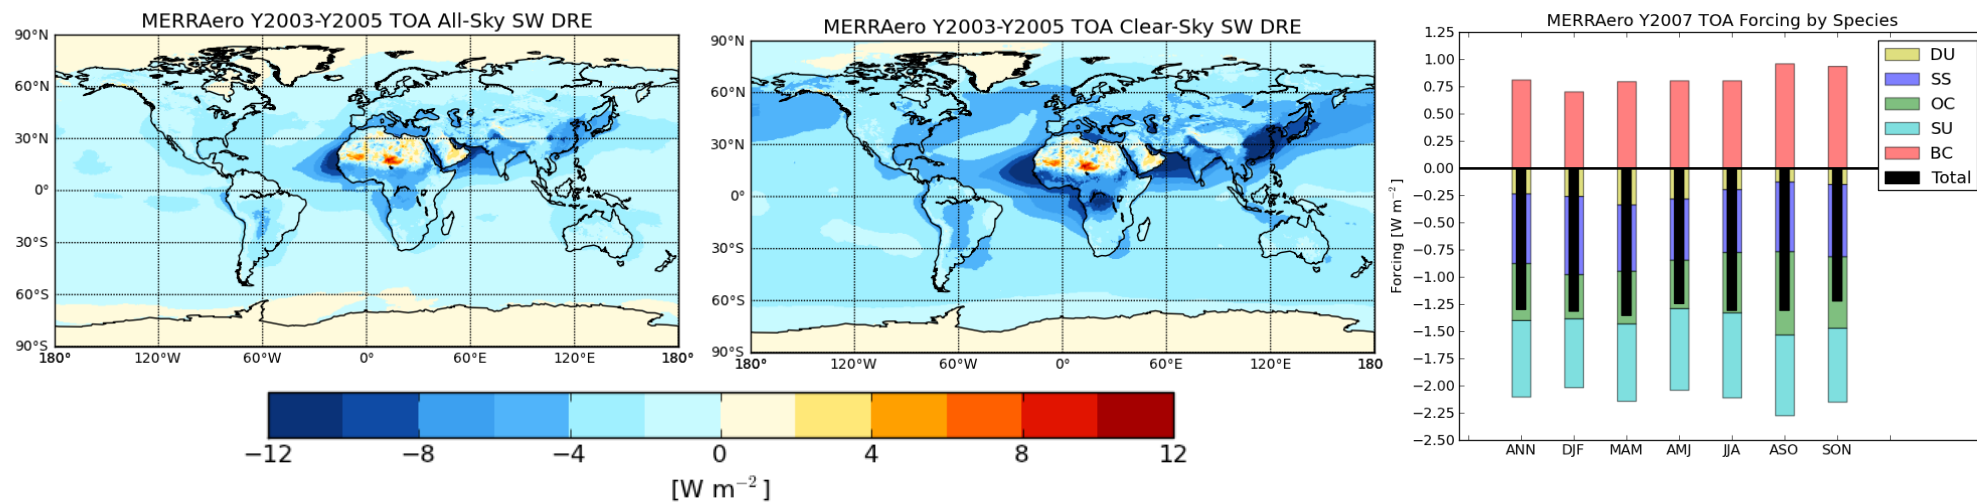 MERRAero Y2003-Y2005 TOA All-Sky SW DRE
90°N
60°N
30°N
0°
30°S
60°S
90°S
180° 120°W 60°W 0° 60°E 120°E 180°
MERRAero Y2003-Y2005 TOA Clear-Sky SW DRE
90°N
60°N
30°N
0°
30°S
60°S
90°S
180° 120°W 60°W 0° 60°E 120°E 180
−12 −8 −4 0 4 8 12
[W m⁻²]
MERRAero Y2007 TOA Forcing by Species
Forcing [W m⁻²]
1.25
1.00
0.75
0.50
0.25
0.00
−0.25
−0.50
−0.75
−1.00
−1.25
−1.50
−1.75
−2.00
−2.25
−2.50
ANN DJF MAM AMJ JJA ASO SON
DU
SS
OC
SU
BC
Total